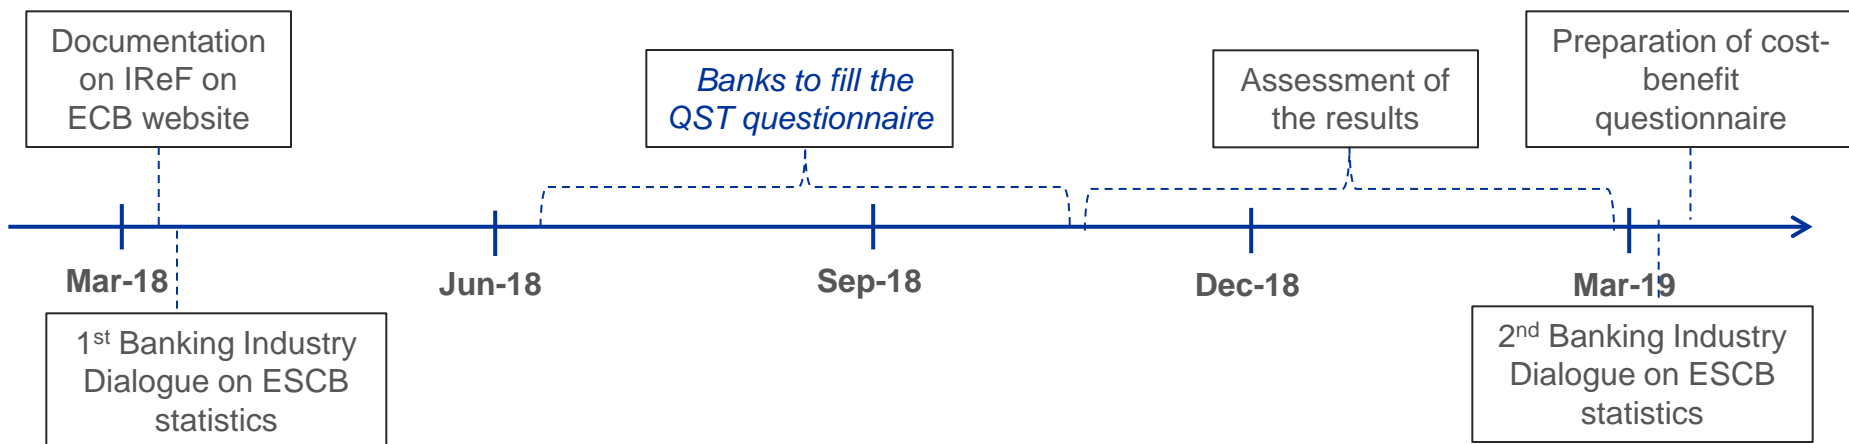 Documentation
on IReF on
ECB website
Banks to fill the
QST questionnaire
Assessment of
the results
Preparation of cost-
benefit
questionnaire
Mar-18
Jun-18
Sep-18
Dec-18
Mar-19
1st Banking Industry
Dialogue on ESCB
statistics
2nd Banking Industry
Dialogue on ESCB
statistics